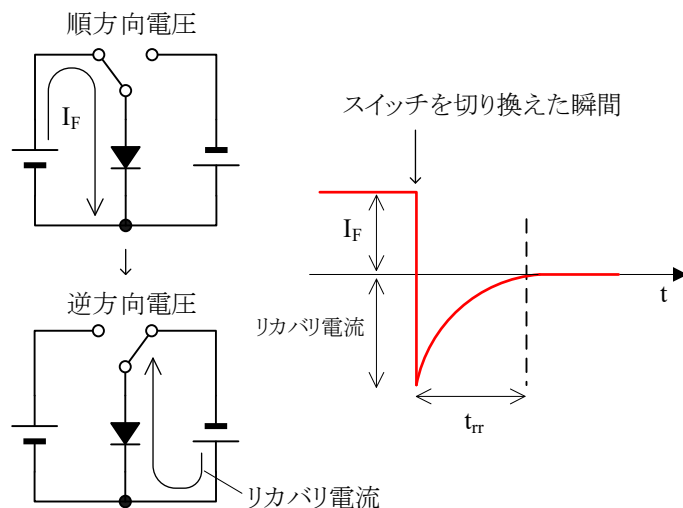 順方向電圧
I_F
逆方向電圧
リカバリ電流
スイッチを切り換えた瞬間
I_F
リカバリ電流
t
t_rr